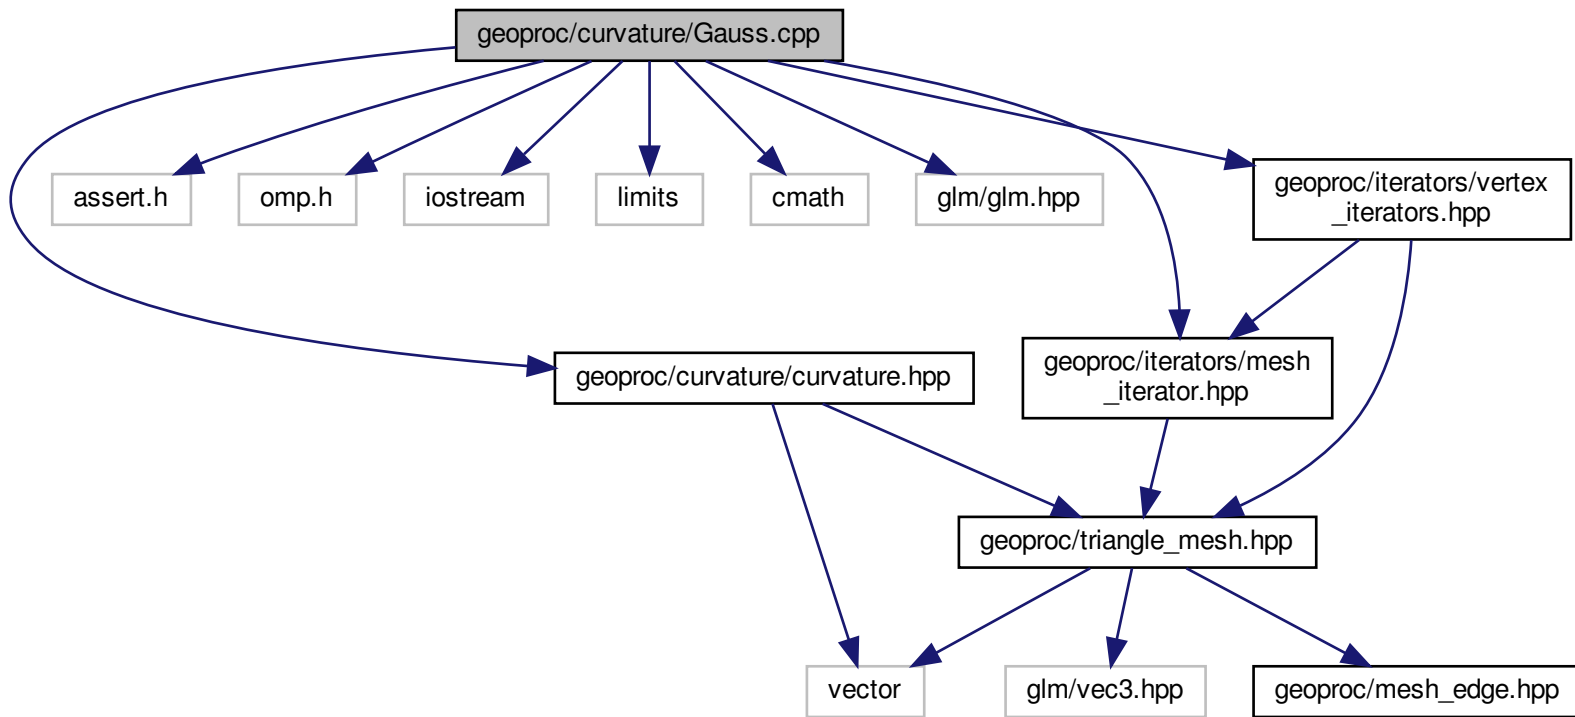 geoproc/curvature/Gauss.cpp
assert.h
omp.h
iostream
limits
cmath
glm/glm.hpp
geoproc/iterators/vertex
_iterators.hpp
geoproc/curvature/curvature.hpp
geoproc/iterators/mesh
_iterator.hpp
geoproc/triangle_mesh.hpp
vector
glm/vec3.hpp
geoproc/mesh_edge.hpp